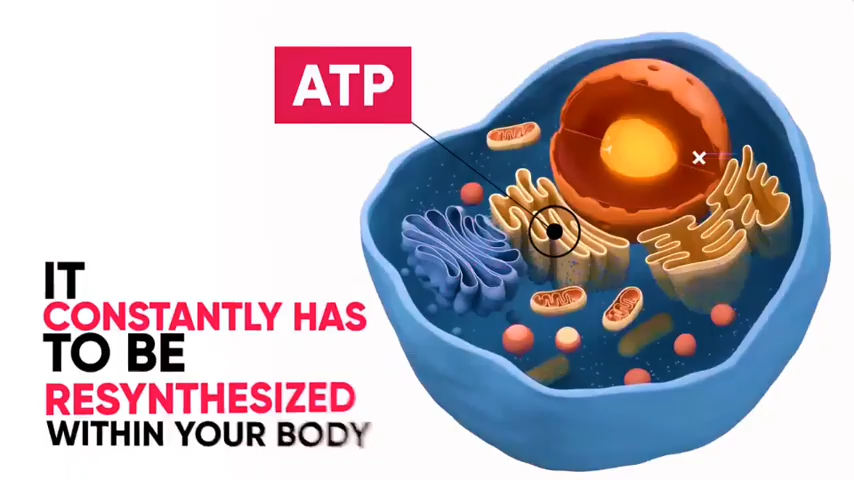 ATP
IT
CONSTANTLY HAS
TO BE
RESYNTHESIZED
WITHIN YOUR BODY